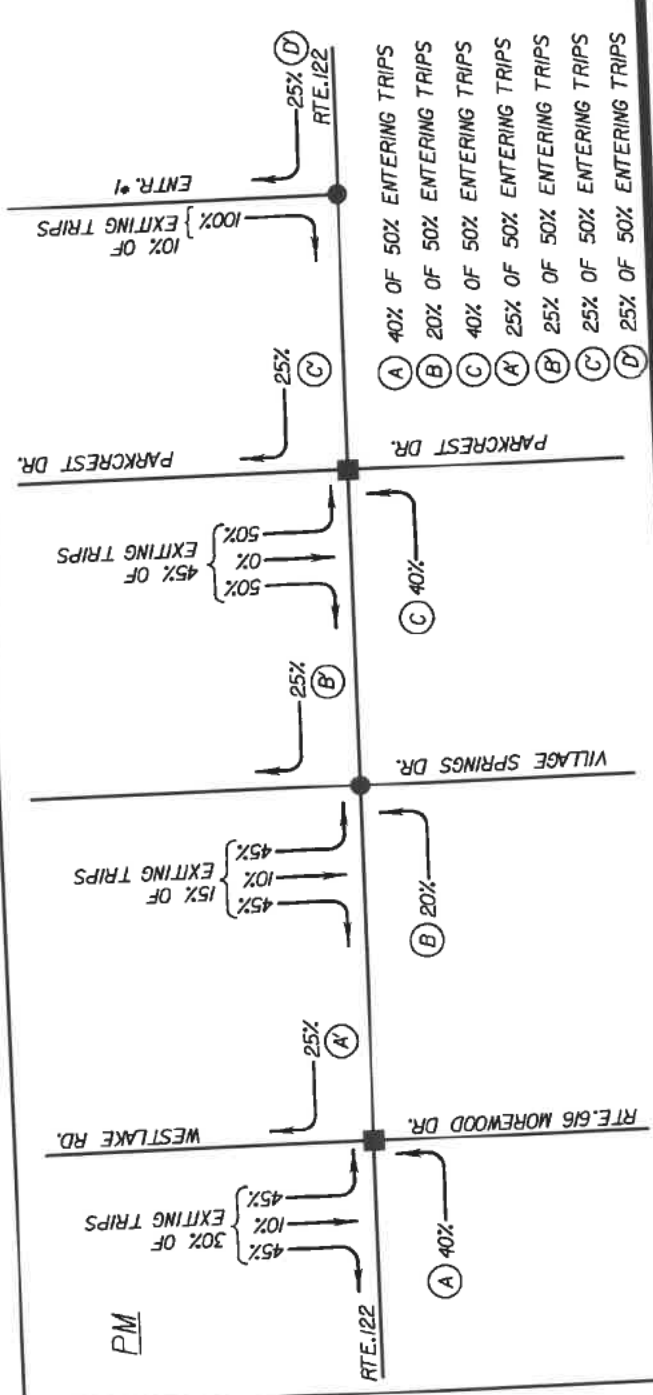 PM
30% OF
EXITING TRIPS
45%
10%
45%
RTE.122
WESTLAKE RD.
25% A'
A 40%
RTE.616 MOREWOOD DR.
15% OF
EXITING TRIPS
45%
10%
45%
25%
B'
B 20%
VILLAGE SPRINGS DR.
45% OF
EXITING TRIPS
50%
0%
50%
PARKCREST DR.
25%
C'
C 40%
PARKCREST DR.
10% OF
EXITING TRIPS
100%
ENTR. #1
25% D'
RTE.122
A 40% OF 50% ENTERING TRIPS
B 20% OF 50% ENTERING TRIPS
C 40% OF 50% ENTERING TRIPS
A' 25% OF 50% ENTERING TRIPS
B' 25% OF 50% ENTERING TRIPS
C' 25% OF 50% ENTERING TRIPS
D' 25% OF 50% ENTERING TRIPS